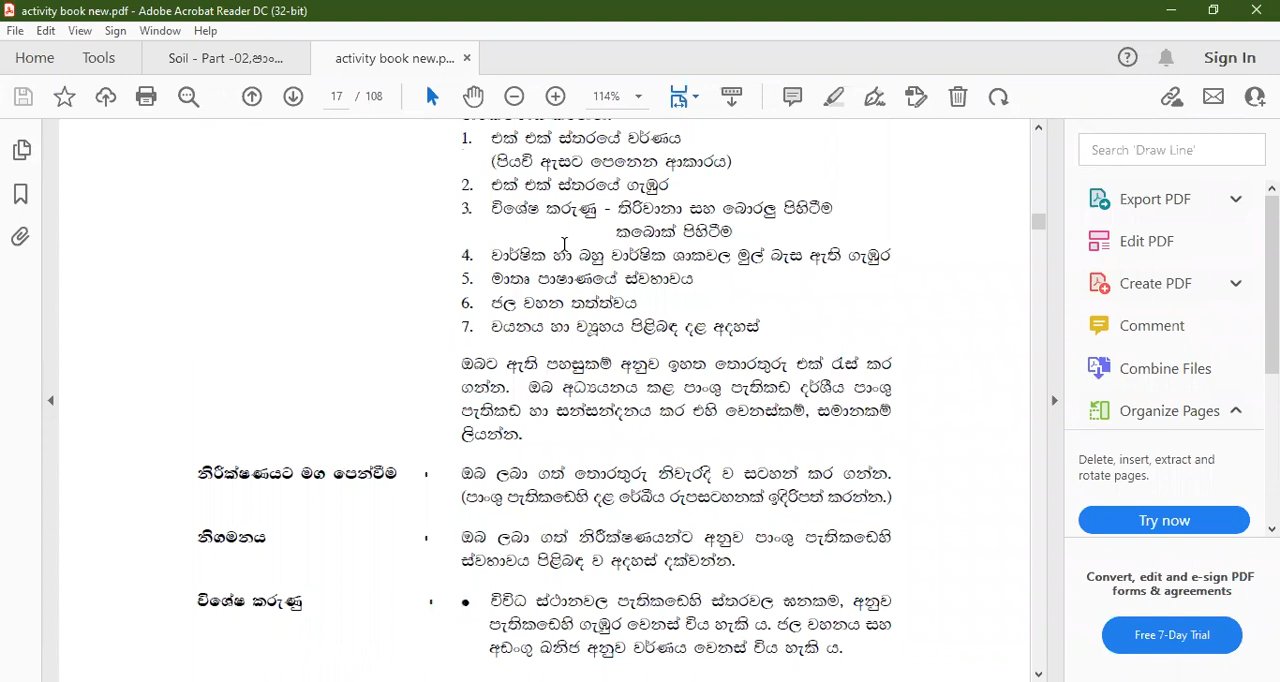 activity book new.pdf - Adobe Acrobat Reader DC (32-bit)
File Edit View Sign Window Help
Home Tools Soil - Part -02,පාං... activity book new.p... × Sign In
17 / 108 114%
1. එක් එක් ස්තරයේ වර්ණය
(පියවි ඇසට පෙනෙන ආකාරය)
2. එක් එක් ස්තරයේ ගැඹුර
3. විශේෂ කරුණු - තිරිවානා සහ බොරලු පිහිටීම
කබොක් පිහිටීම
4. වාර්ෂික හා බහු වාර්ෂික ශාකවල මුල් බැස ඇති ගැඹුර
5. මාතෘ පාෂාණයේ ස්වභාවය
6. ජල වහන තත්ත්වය
7. වයනය හා ව්‍යූහය පිළිබඳ දළ අදහස්
ඔබට ඇති පහසුකම් අනුව ඉහත තොරතුරු එක් රැස් කර
ගන්න. ඔබ අධ්‍යයනය කළ පාංශු පැතිකඩ දර්ශීය පාංශු
පැතිකඩ හා සන්සන්දනය කර එහි වෙනස්කම්, සමානකම්
ලියන්න.
නිරීක්ෂණයට මග පෙන්වීම : ඔබ ලබා ගත් තොරතුරු නිවැරදි ව සටහන් කර ගන්න.
(පාංශු පැතිකඩෙහි දළ රේඛීය රූපසටහනක් ඉදිරිපත් කරන්න.)
නිගමනය : ඔබ ලබා ගත් නිරීක්ෂණයන්ට අනුව පාංශු පැතිකඩෙහි
ස්වභාවය පිළිබඳ ව අදහස් දක්වන්න.
විශේෂ කරුණු : ● විවිධ ස්ථානවල පැතිකඩෙහි ස්තරවල ඝනකම, අනුව
පැතිකඩෙහි ගැඹුර වෙනස් විය හැකි ය. ජල වහනය සහ
අඩංගු ඛනිජ අනුව වර්ණය වෙනස් විය හැකි ය.
Search 'Draw Line'
Export PDF
Edit PDF
Create PDF
Comment
Combine Files
Organize Pages
Delete, insert, extract and
rotate pages.
Try now
Convert, edit and e-sign PDF
forms & agreements
Free 7-Day Trial